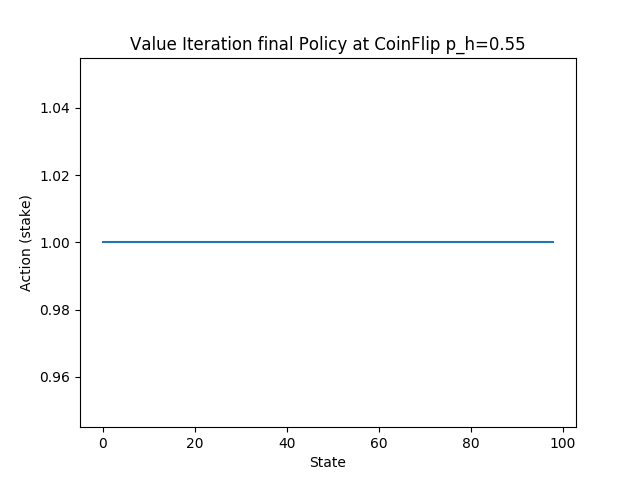 Value Iteration final Policy at CoinFlip p_h=0.55
Action (stake)
1.04
1.02
1.00
0.98
0.96
0 20 40 60 80 100
State